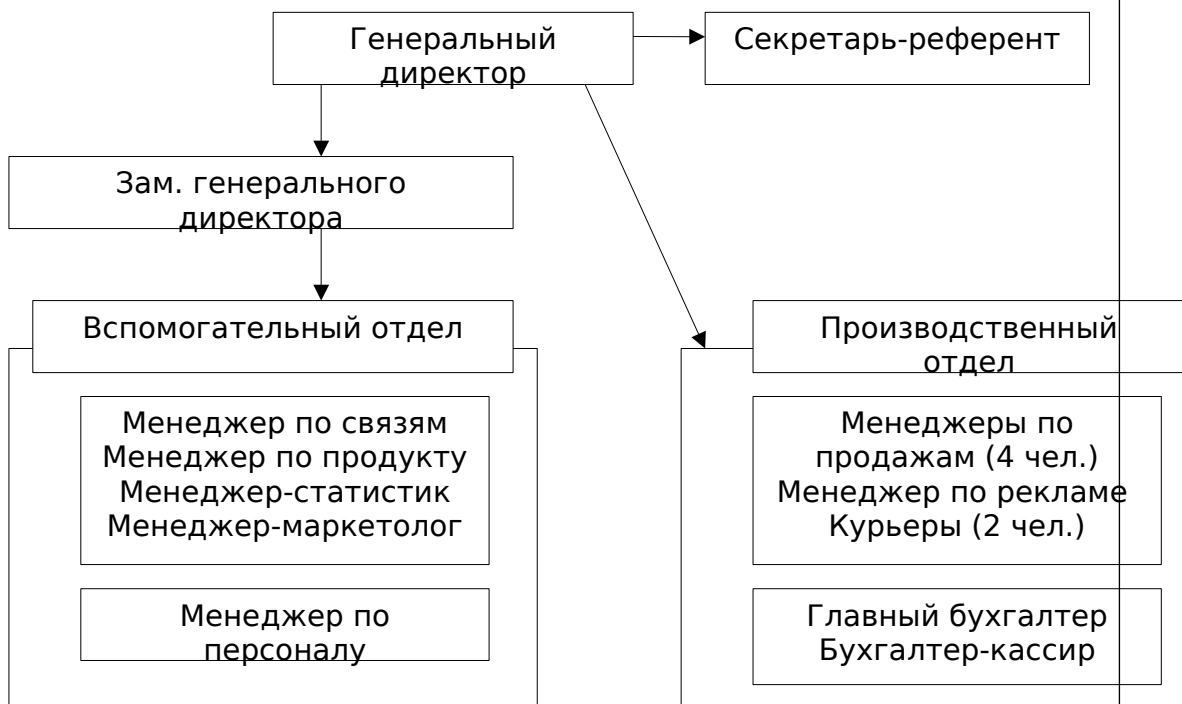 Генеральный
директор
Секретарь-референт
Зам. генерального
директора
Вспомогательный отдел
Менеджер по связям
Менеджер по продукту
Менеджер-статистик
Менеджер-маркетолог
Менеджер по
персоналу
Производственный
отдел
Менеджеры по
продажам (4 чел.)
Менеджер по рекламе
Курьеры (2 чел.)
Главный бухгалтер
Бухгалтер-кассир